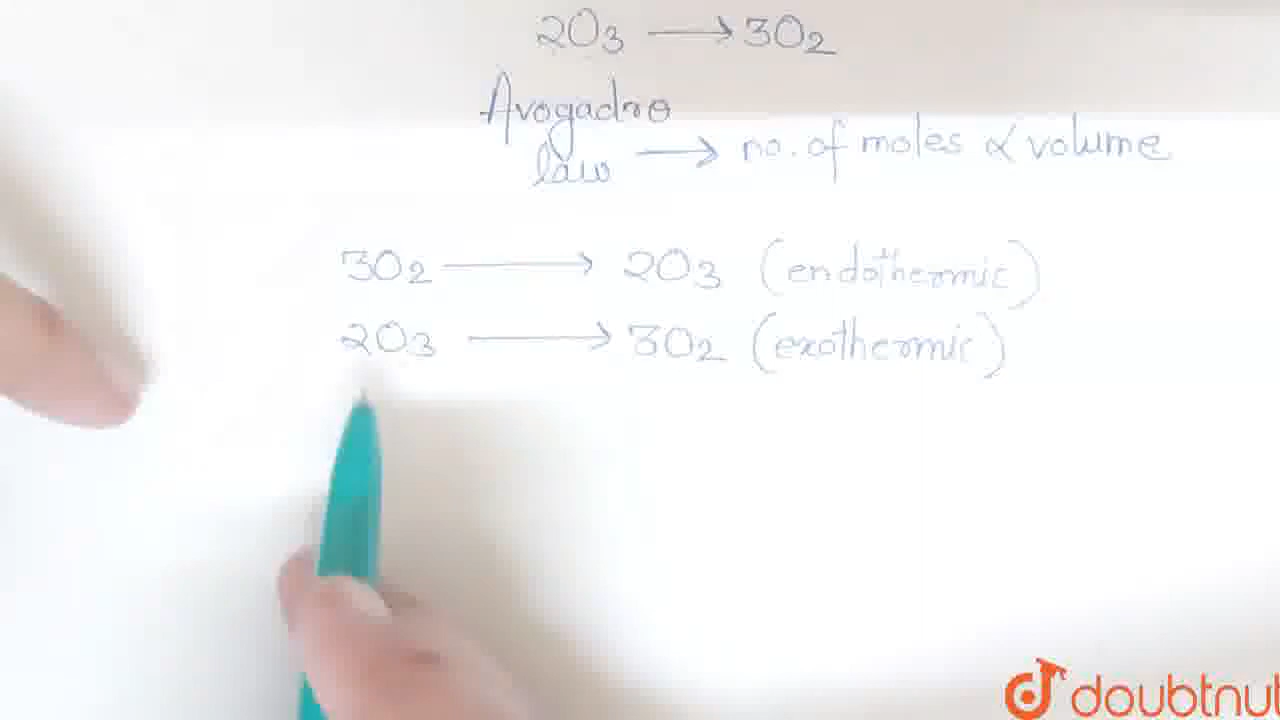 2O3 → 3O2
Avogadro
law → no. of moles ∝ volume
3O2 → 2O3 (endothermic)
2O3 → 3O2 (exothermic)
doubtnut